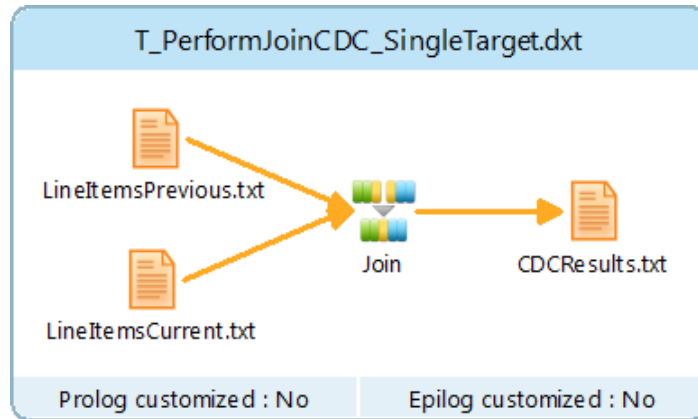 T_PerformJoinCDC_SingleTarget.dxt
LineItemsPrevious.txt
Join
CDCResults.txt
LineItemsCurrent.txt
Prolog customized : No
Epilog customized : No